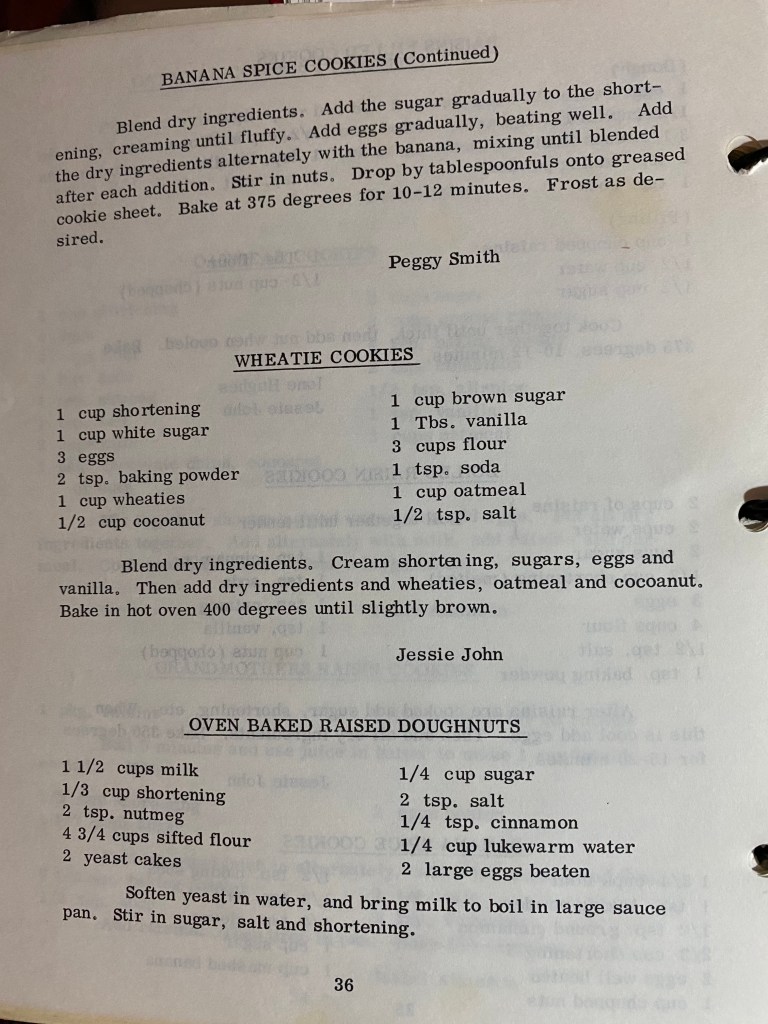 BANANA SPICE COOKIES (Continued)
Blend dry ingredients. Add the sugar gradually to the short-
ening, creaming until fluffy. Add eggs gradually, beating well. Add
the dry ingredients alternately with the banana, mixing until blended
after each addition. Stir in nuts. Drop by tablespoonfuls onto greased
cookie sheet. Bake at 375 degrees for 10-12 minutes. Frost as de-
sired.
Peggy Smith
WHEATIE COOKIES
1 cup shortening
1 cup white sugar
3 eggs
2 tsp. baking powder
1 cup wheaties
1/2 cup cocoanut
1 cup brown sugar
1 Tbs. vanilla
3 cups flour
1 tsp. soda
1 cup oatmeal
1/2 tsp. salt
Blend dry ingredients. Cream shortening, sugars, eggs and
vanilla. Then add dry ingredients and wheaties, oatmeal and cocoanut.
Bake in hot oven 400 degrees until slightly brown.
Jessie John
OVEN BAKED RAISED DOUGHNUTS
1 1/2 cups milk
1/3 cup shortening
2 tsp. nutmeg
4 3/4 cups sifted flour
2 yeast cakes
1/4 cup sugar
2 tsp. salt
1/4 tsp. cinnamon
1/4 cup lukewarm water
2 large eggs beaten
Soften yeast in water, and bring milk to boil in large sauce
pan. Stir in sugar, salt and shortening.
36